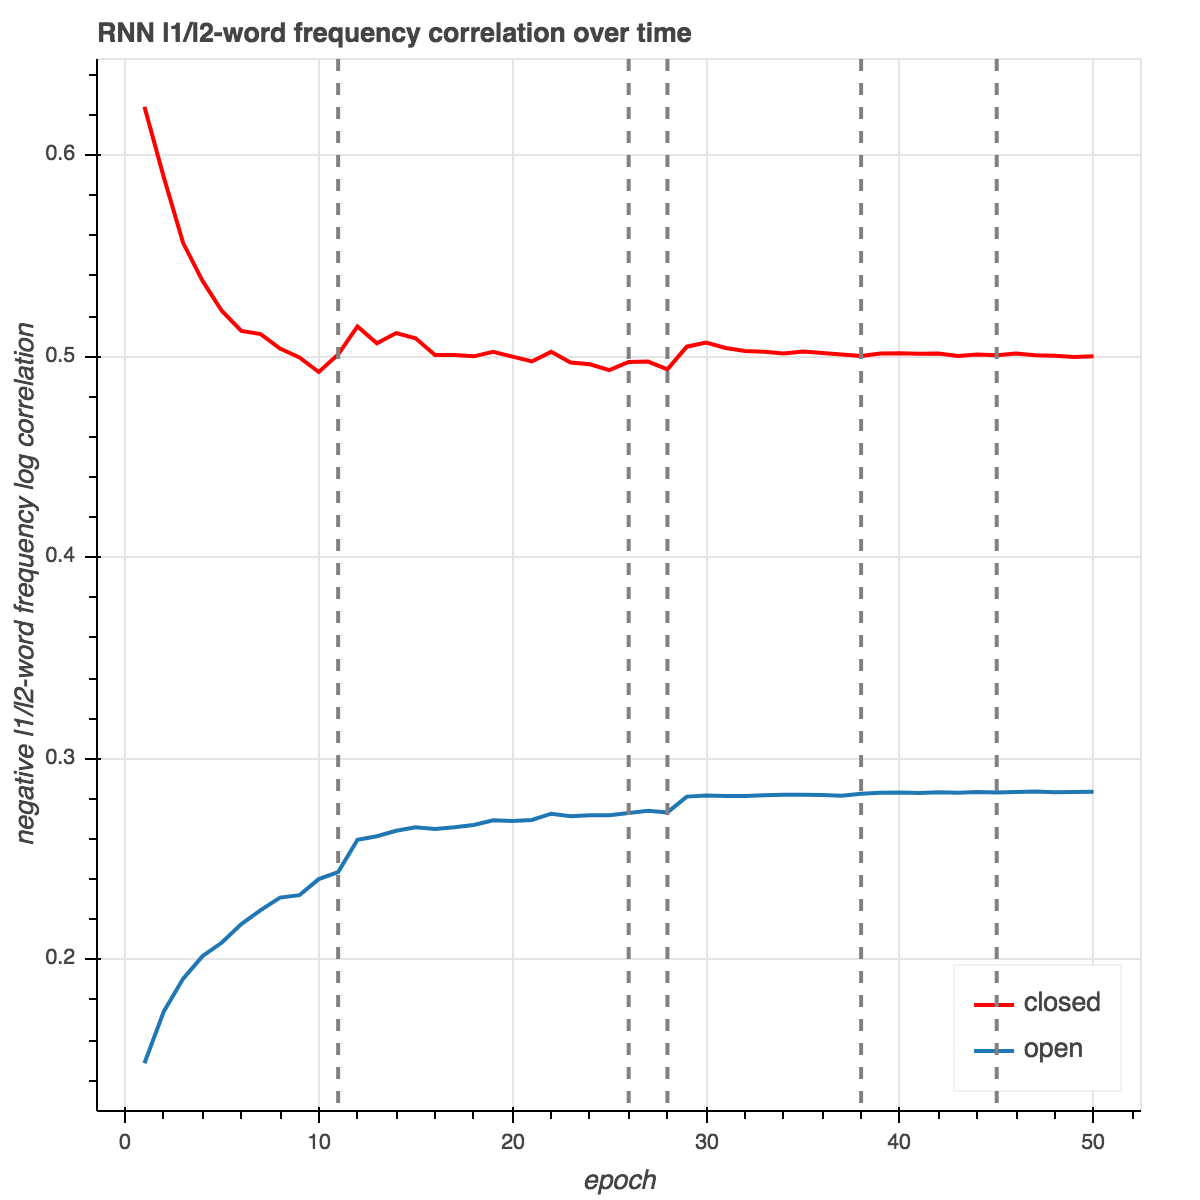 RNN l1/l2-word frequency correlation over time
negative l1/l2-word frequency log correlation
0.6
0.5
0.4
0.3
0.2
closed
open
0 10 20 30 40 50
epoch